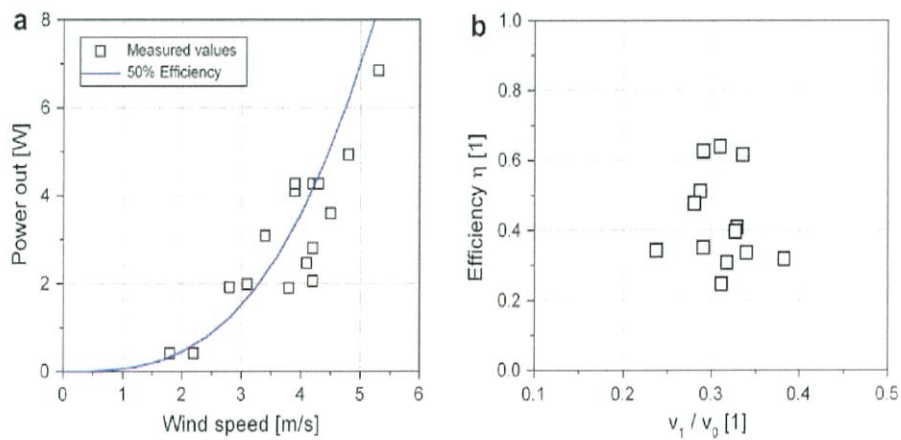 a
8
6
4
2
0
Power out [W]
Measured values
50% Efficiency
0 1 2 3 4 5 6
Wind speed [m/s]
b
1.0
0.8
0.6
0.4
0.2
0.0
Efficiency η [1]
0.1 0.2 0.3 0.4 0.5
v₁ / v₀ [1]